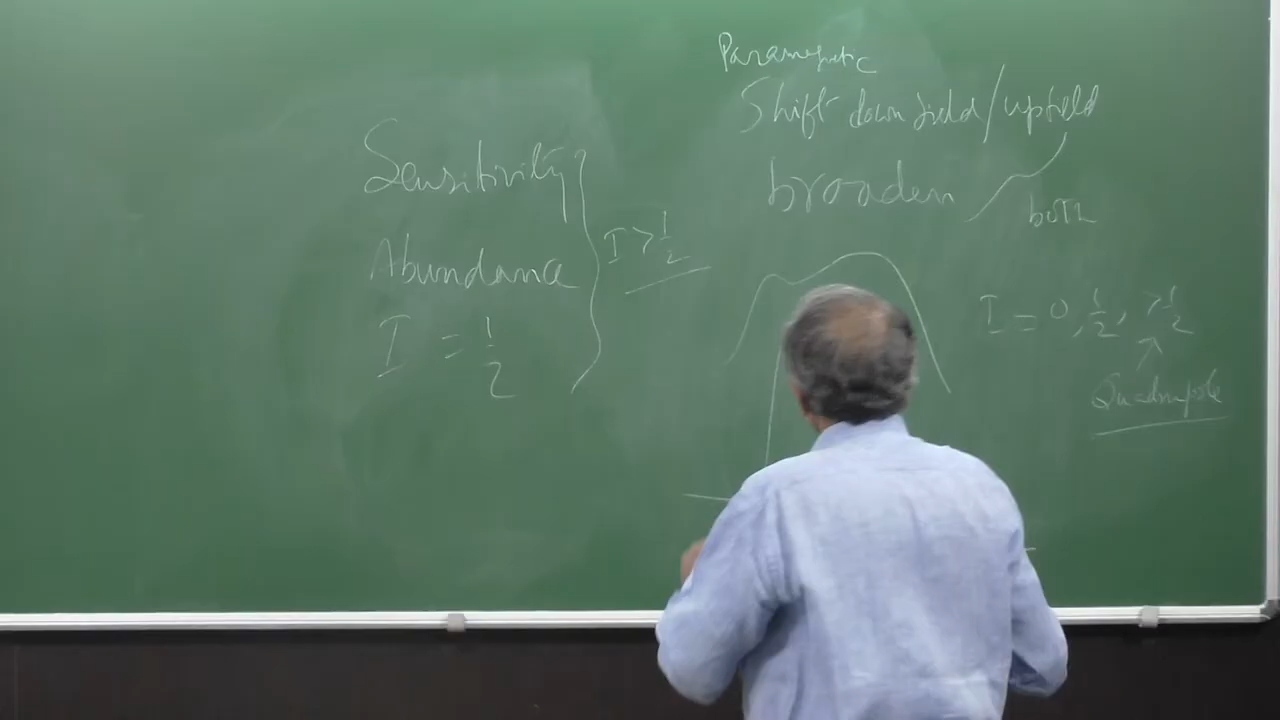 Sensitivity
Abundance
I = 1/2
I > 1/2
Paramagnetic
Shift down field / upfield
broaden
both
I = 0, 1/2, > 1/2
Quadrupole